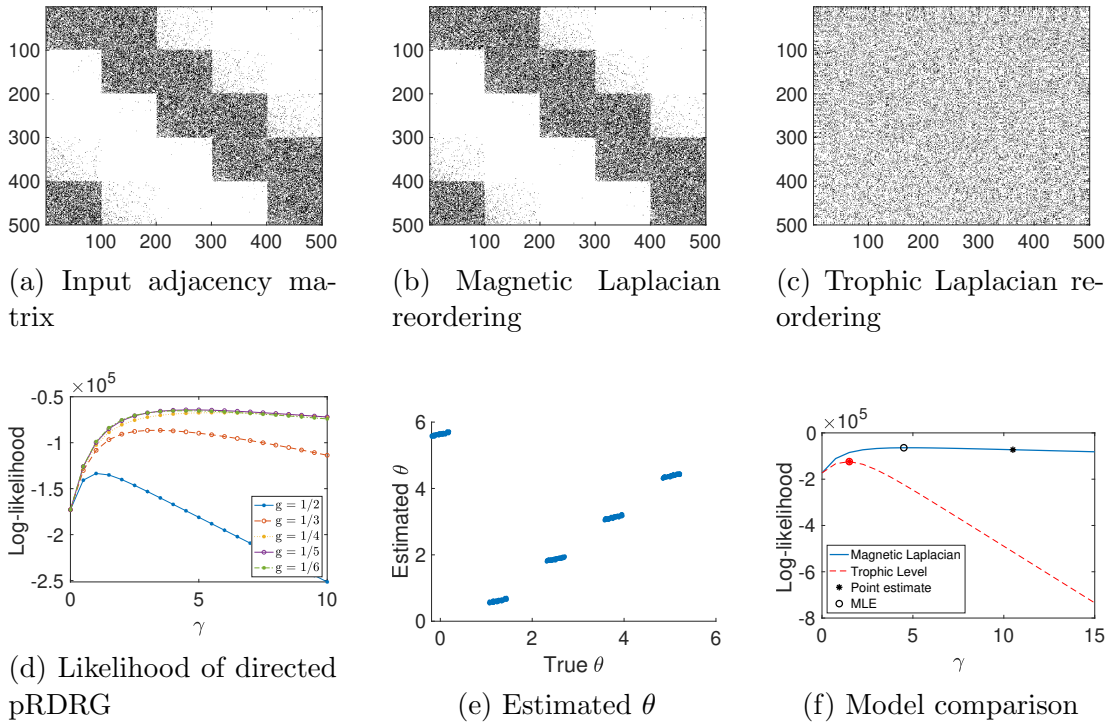 100
200
300
400
500
100 200 300 400 500
100
200
300
400
500
100 200 300 400 500
100
200
300
400
500
100 200 300 400 500
(a) Input adjacency ma-
trix
(b) Magnetic Laplacian
reordering
(c) Trophic Laplacian re-
ordering
×10⁵
-0.5
-1
-1.5
-2
-2.5
Log-likelihood
g = 1/2
g = 1/3
g = 1/4
g = 1/5
g = 1/6
0 5 10
γ
(d) Likelihood of directed
pRDRG
6
4
2
0
Estimated θ
0 2 4 6
True θ
(e) Estimated θ
×10⁵
0
-2
-4
-6
-8
Log-likelihood
Magnetic Laplacian
Trophic Level
Point estimate
MLE
0 5 10 15
γ
(f) Model comparison